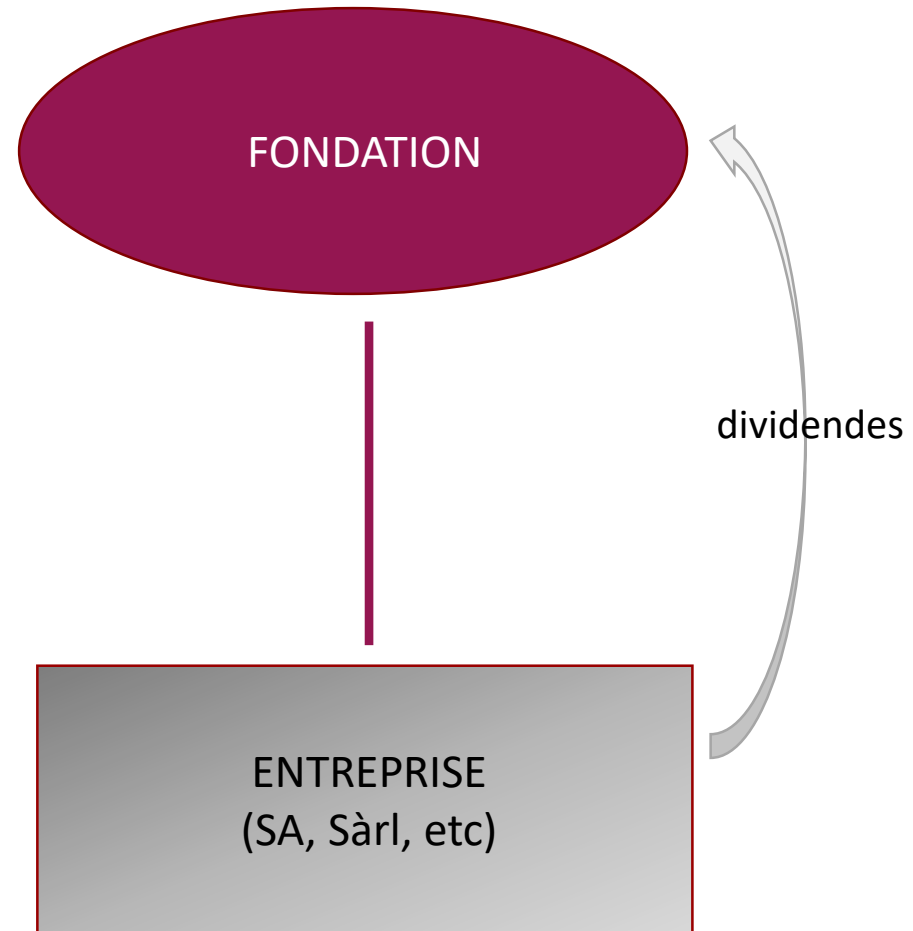 FONDATION
dividendes
ENTREPRISE
(SA, Sàrl, etc)